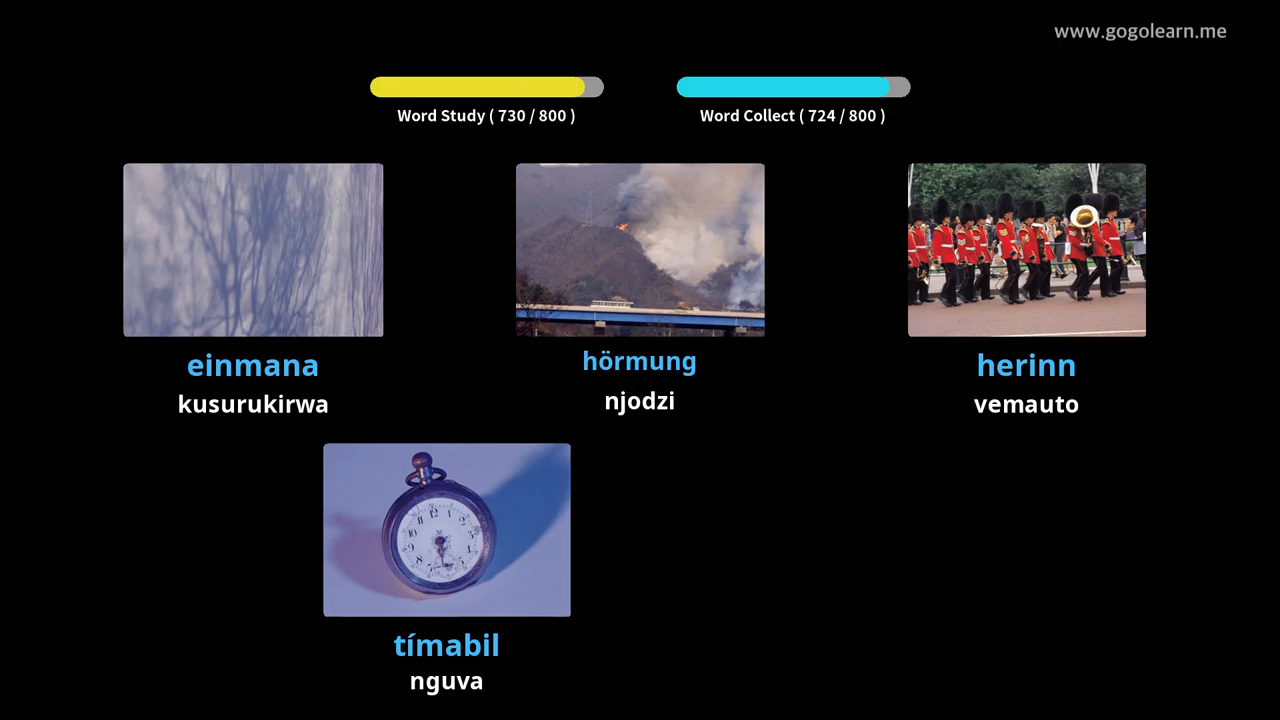 www.gogolearn.me
Word Study ( 730 / 800 )
Word Collect ( 724 / 800 )
einmana
kusurukirwa
hörmung
njodzi
herinn
vemauto
tímabil
nguva